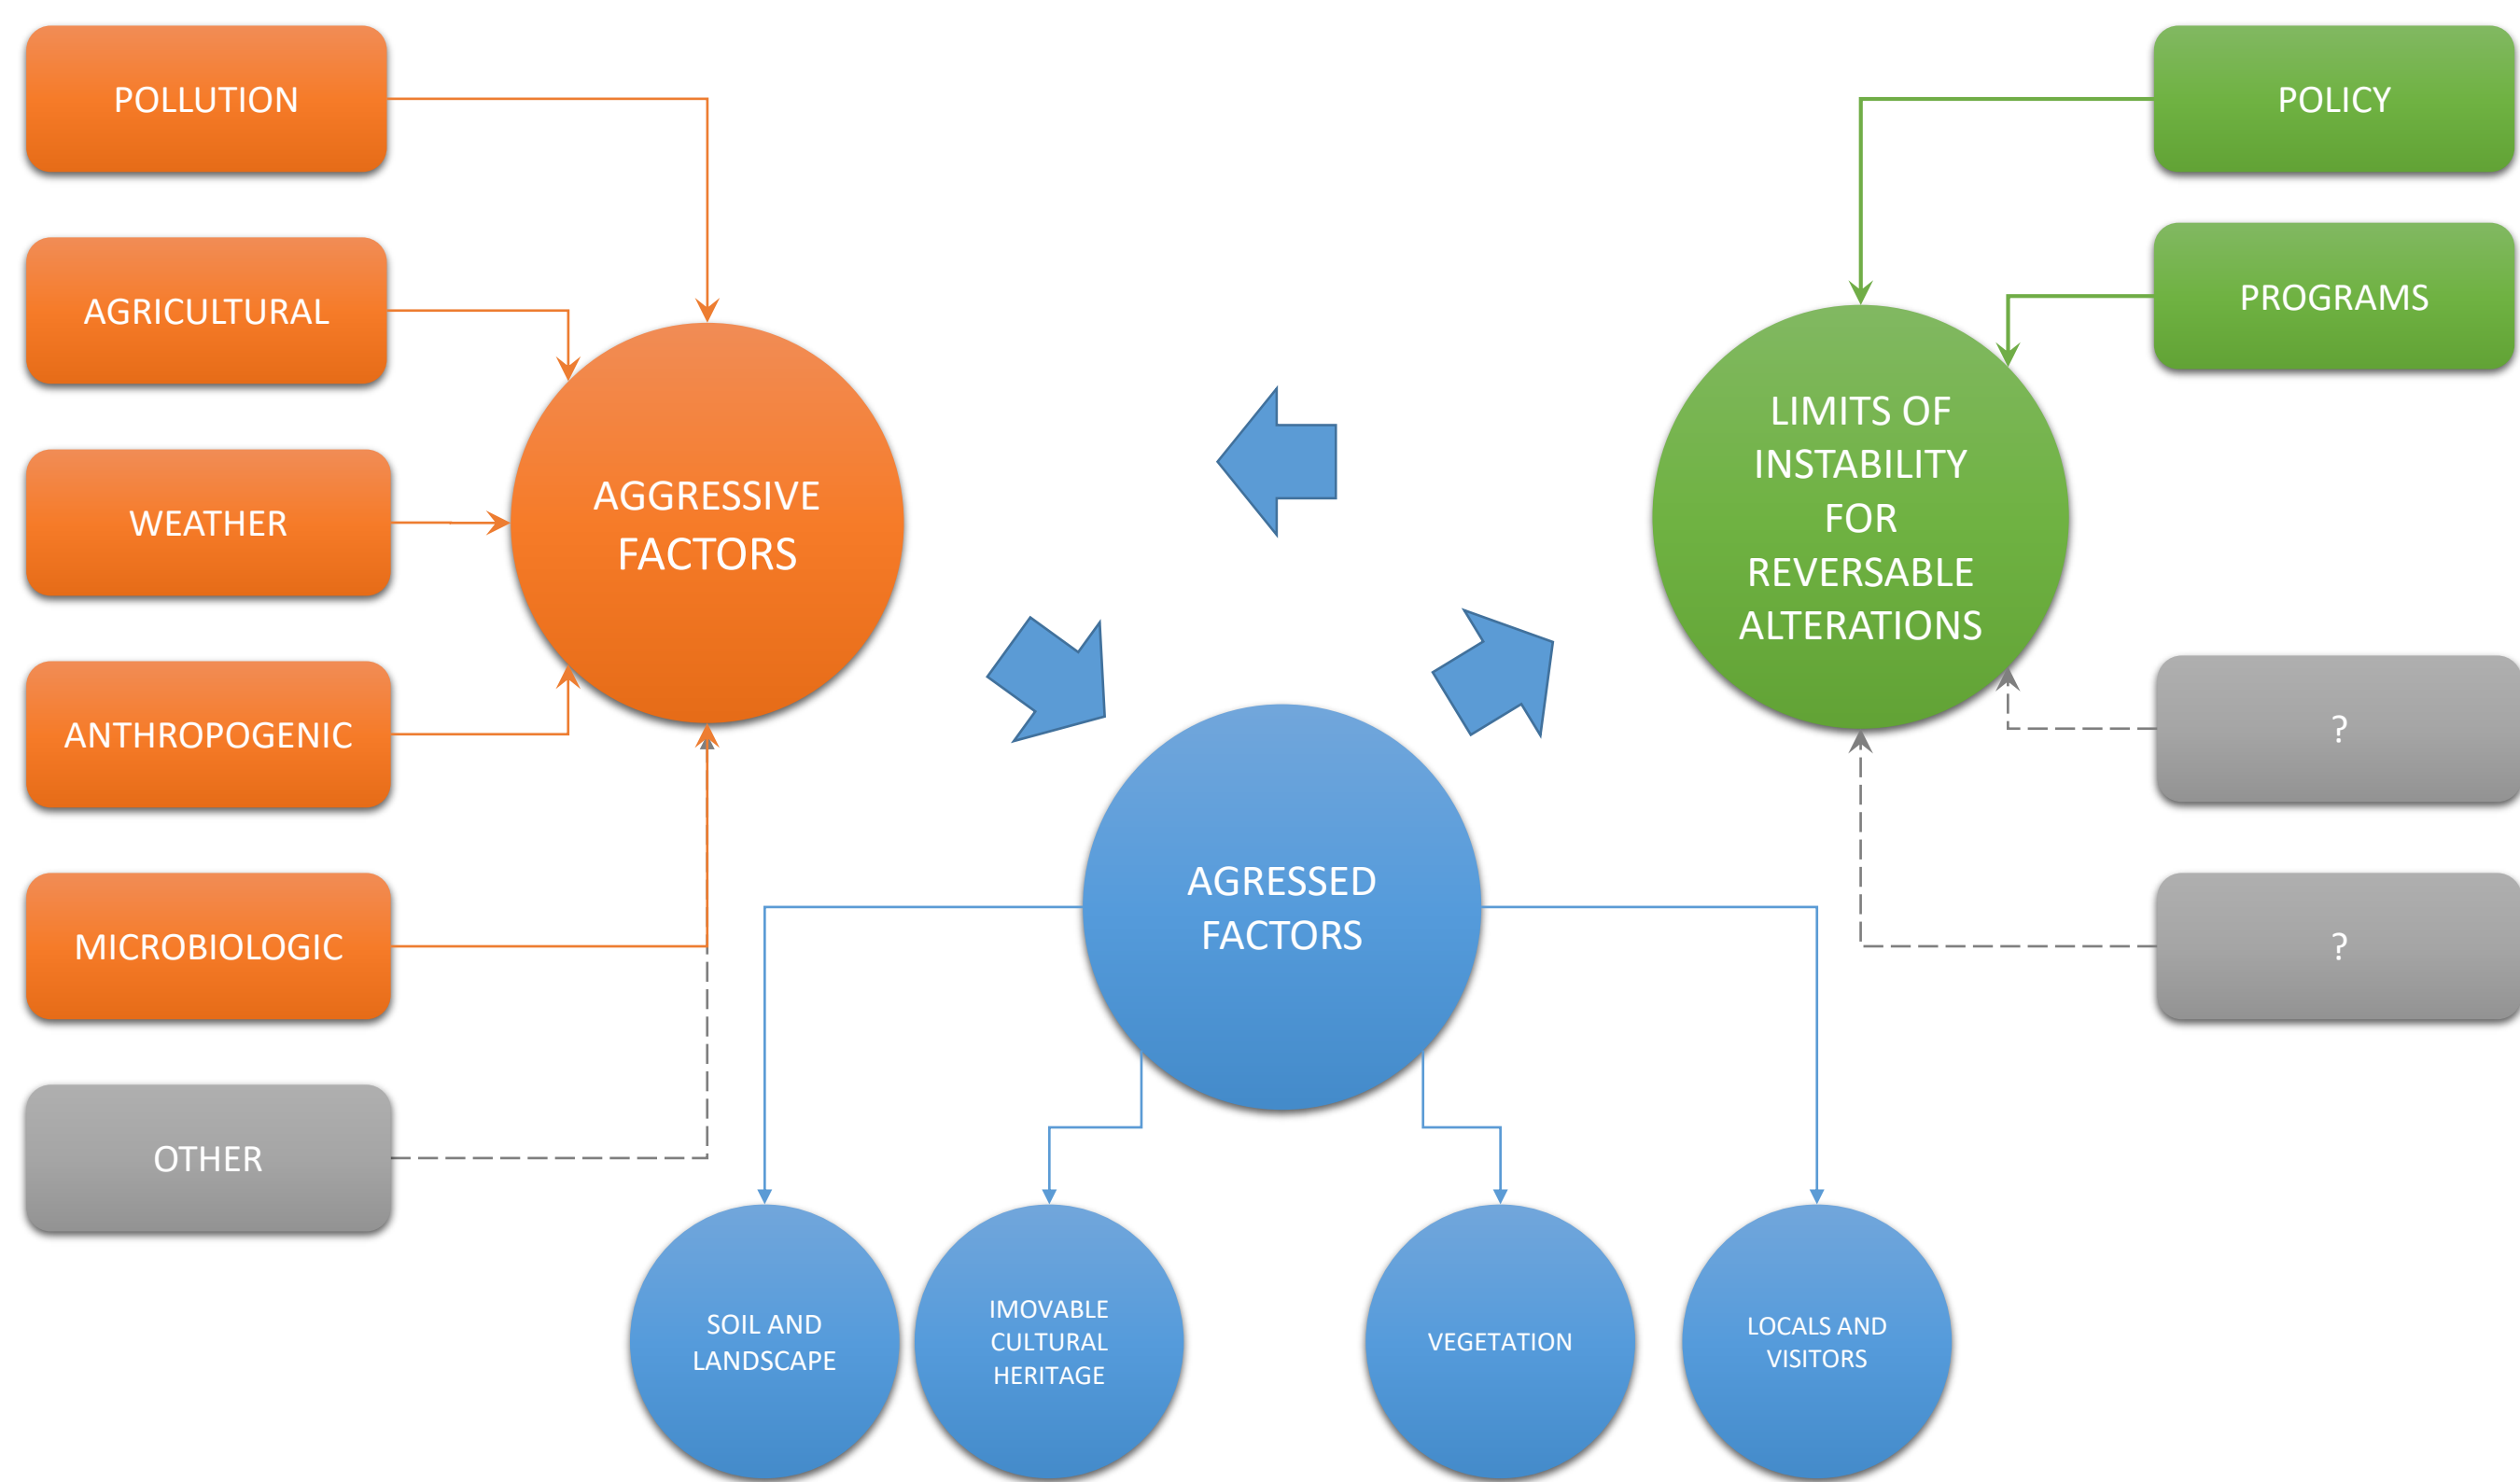 POLLUTION
AGRICULTURAL
WEATHER
ANTHROPOGENIC
MICROBIOLOGIC
OTHER
AGGRESSIVE
FACTORS
AGRESSED
FACTORS
SOIL AND
LANDSCAPE
IMOVABLE
CULTURAL
HERITAGE
VEGETATION
LOCALS AND
VISITORS
LIMITS OF
INSTABILITY
FOR
REVERSABLE
ALTERATIONS
POLICY
PROGRAMS
?
?